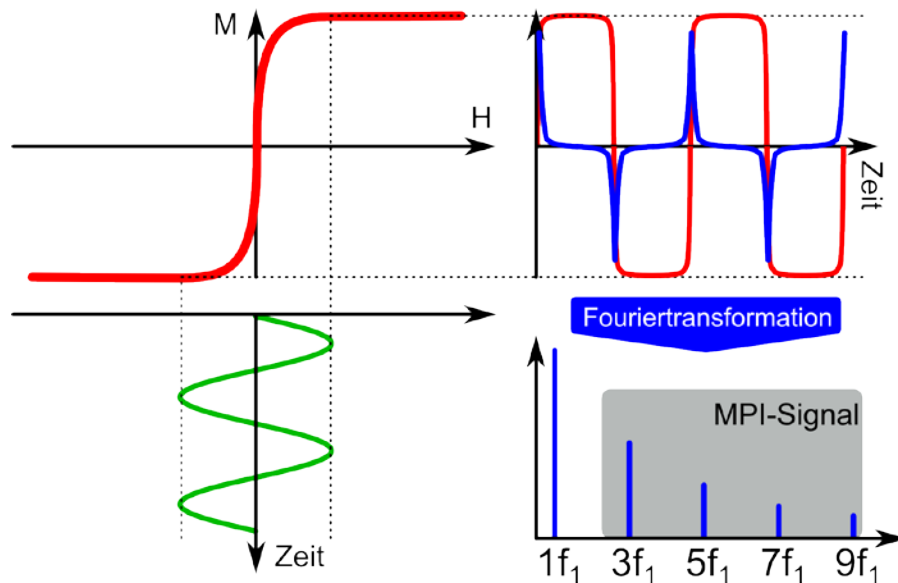 M
H
Zeit
Zeit
Fouriertransformation
MPI-Signal
1f₁ 3f₁ 5f₁ 7f₁ 9f₁